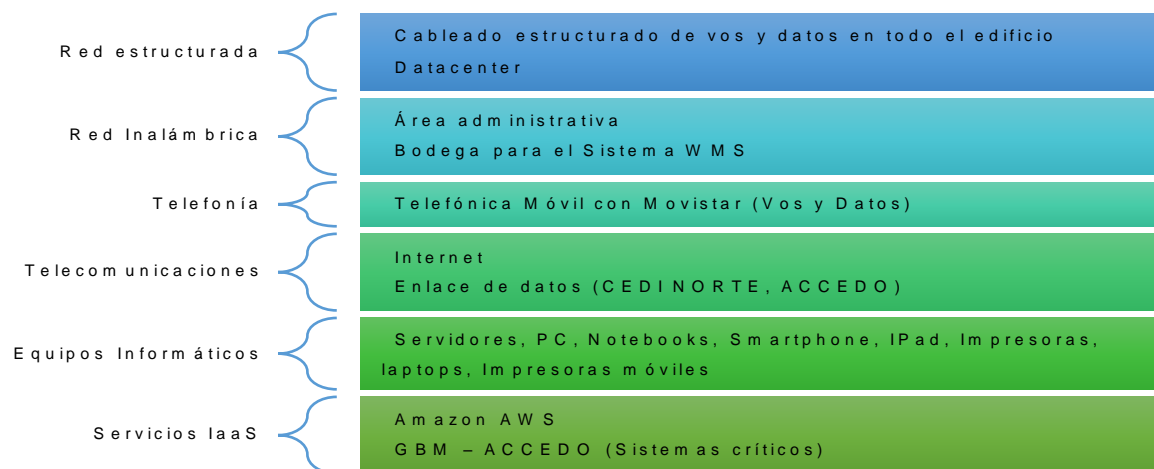 Red estructurada
Cableado estructurado de vos y datos en todo el edificio
Datacenter
Red Inalámbrica
Área administrativa
Bodega para el Sistema WMS
Telefonía
Telefónica Móvil con Movistar (Vos y Datos)
Telecomunicaciones
Internet
Enlace de datos (CEDINORTE, ACCEDO)
Equipos Informáticos
Servidores, PC, Notebooks, Smartphone, IPad, Impresoras,
laptops, Impresoras móviles
Servicios IaaS
Amazon AWS
GBM – ACCEDO (Sistemas críticos)